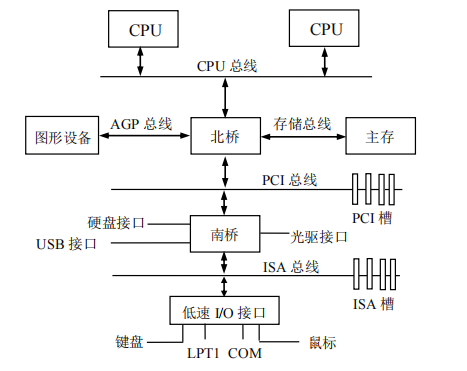 CPU
CPU
CPU 总线
图形设备
AGP 总线
北桥
存储总线
主存
PCI 总线
PCI 槽
硬盘接口
USB 接口
南桥
光驱接口
ISA 总线
ISA 槽
低速 I/O 接口
键盘
LPT1
COM
鼠标